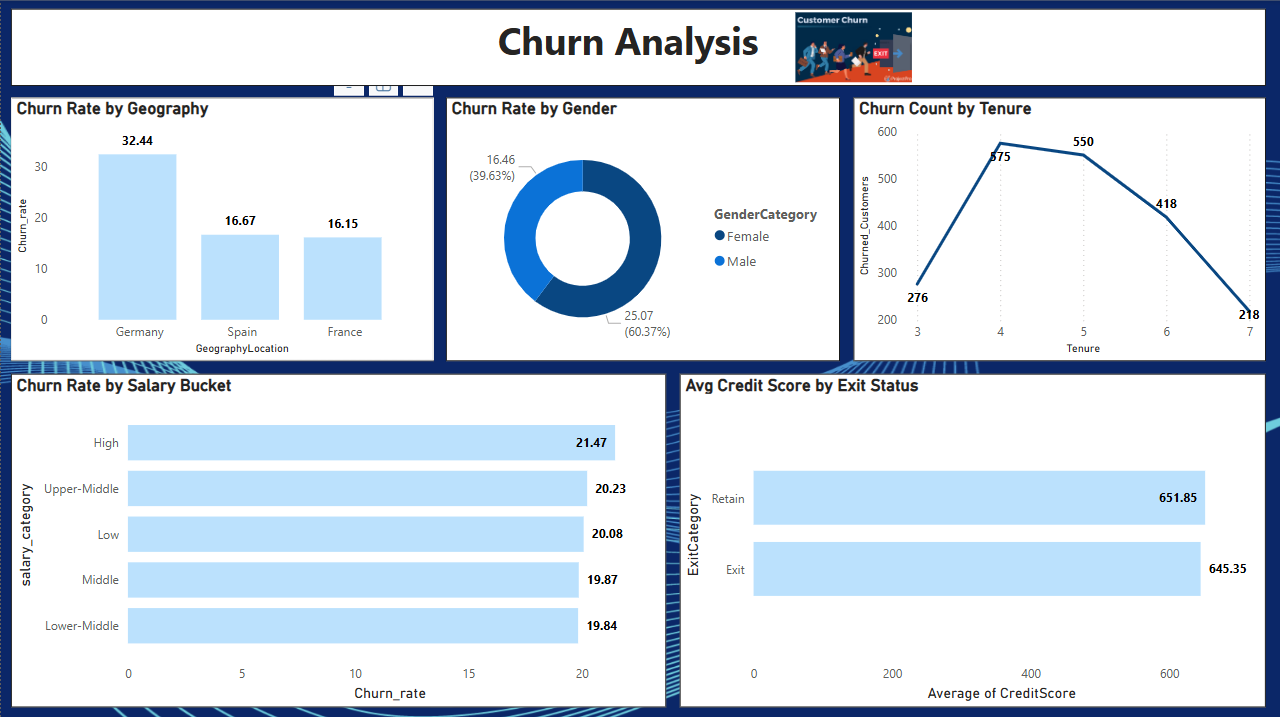 Churn Analysis
Customer Churn
EXIT
Churn Rate by Geography
32.44
16.67
16.15
30
20
10
0
Churn_rate
Germany
Spain
France
GeographyLocation
Churn Rate by Gender
16.46
(39.63%)
25.07
(60.37%)
GenderCategory
Female
Male
Churn Count by Tenure
600
500
400
300
200
Churned_Customers
276
575
550
418
218
3
4
5
6
7
Tenure
Churn Rate by Salary Bucket
salary_category
High
21.47
Upper-Middle
20.23
Low
20.08
Middle
19.87
Lower-Middle
19.84
0
5
10
15
20
Churn_rate
Avg Credit Score by Exit Status
ExitCategory
Retain
651.85
Exit
645.35
0
200
400
600
Average of CreditScore